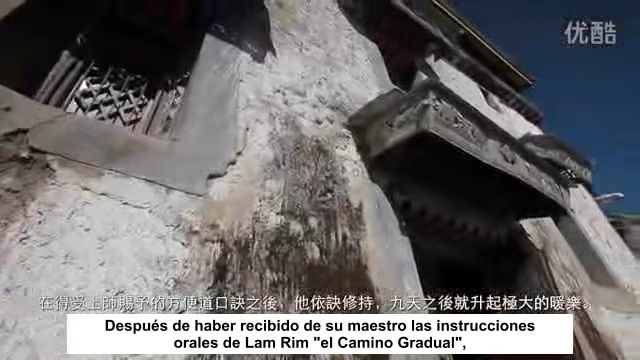 优酷
在得受上師賜予的方便道口訣之後，他依訣修持，九天之後就升起極大的暖樂。
Después de haber recibido de su maestro las instrucciones
orales de Lam Rim "el Camino Gradual",